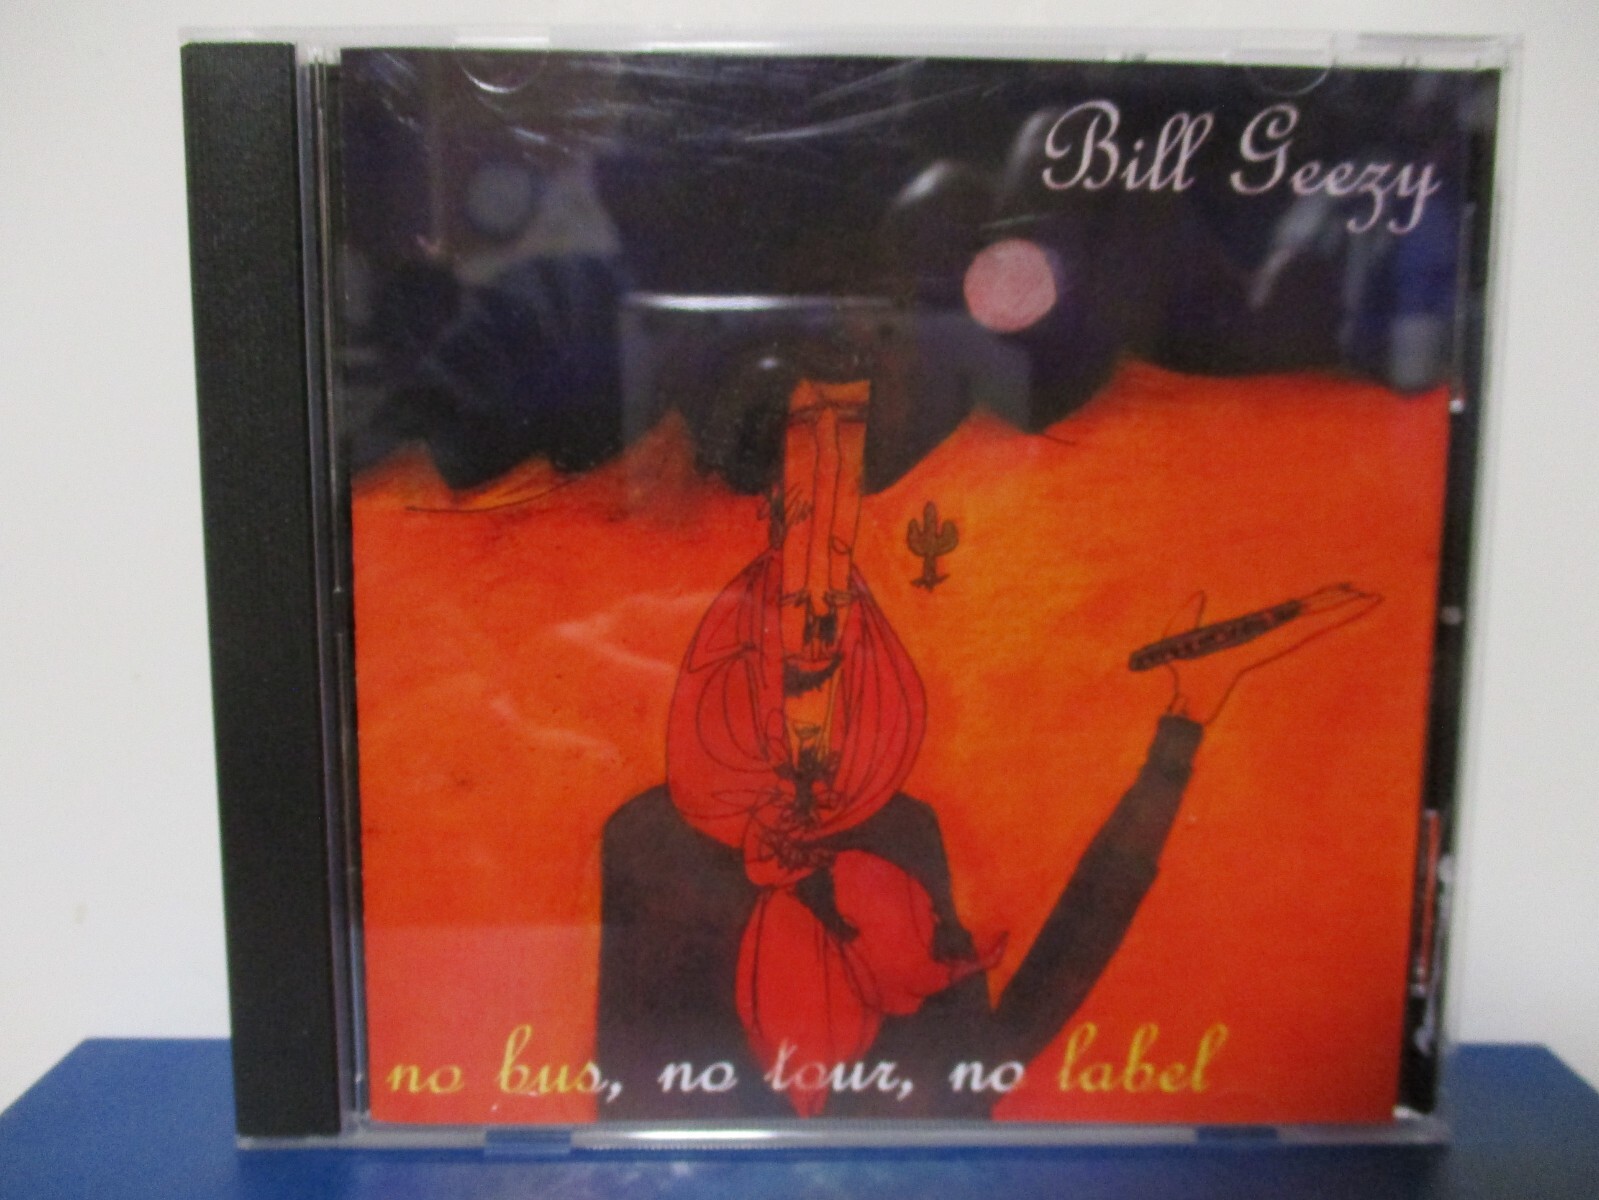 Bill Geezy
no bus, no tour, no label